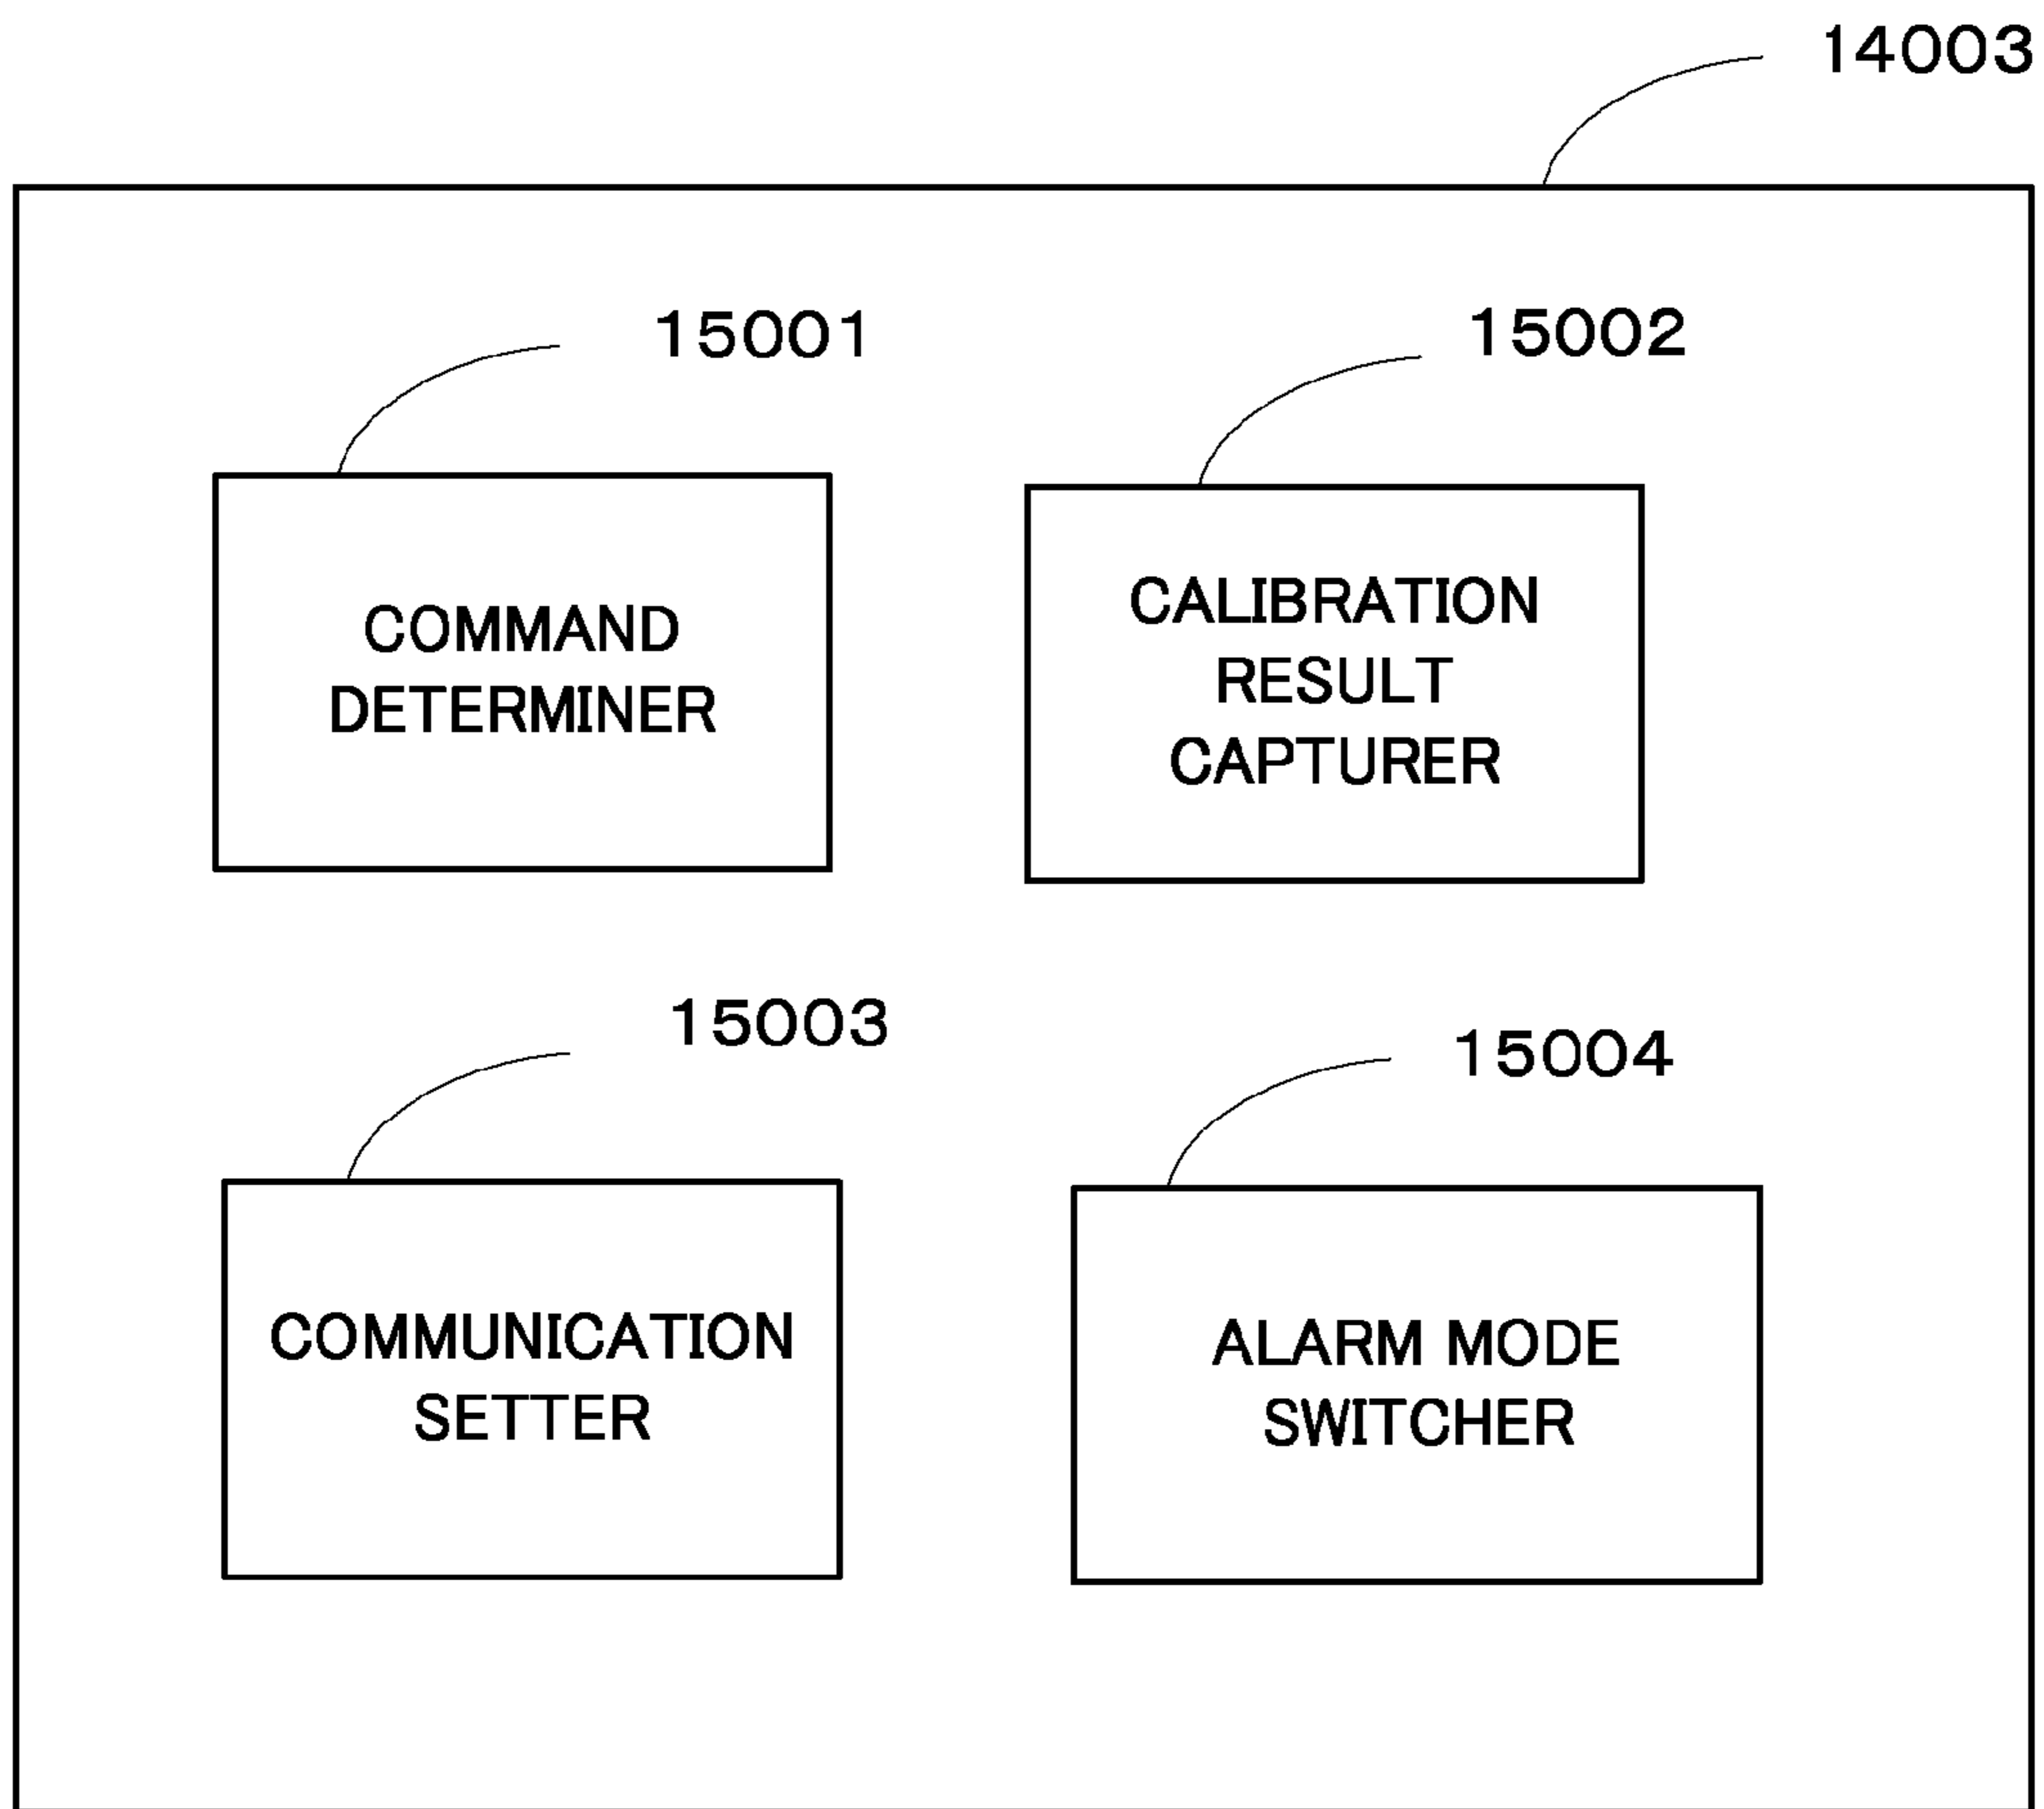 14003
15001
15002
COMMAND
DETERMINER
CALIBRATION
RESULT
CAPTURER
15003
15004
COMMUNICATION
SETTER
ALARM MODE
SWITCHER